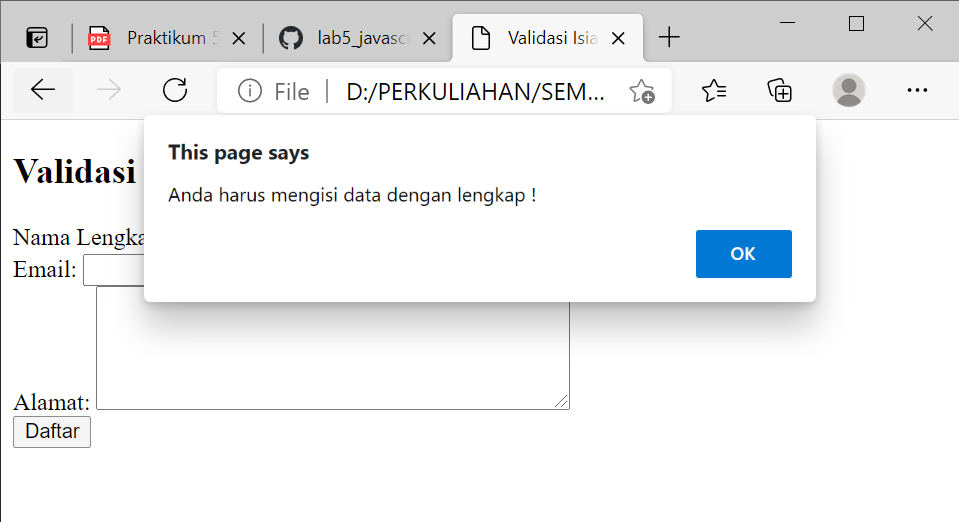 Praktikum 5
lab5_javasc
Validasi Isia
File
D:/PERKULIAHAN/SEM...
This page says
Anda harus mengisi data dengan lengkap !
OK
Validasi
Nama Lengka
Email:
Alamat:
Daftar